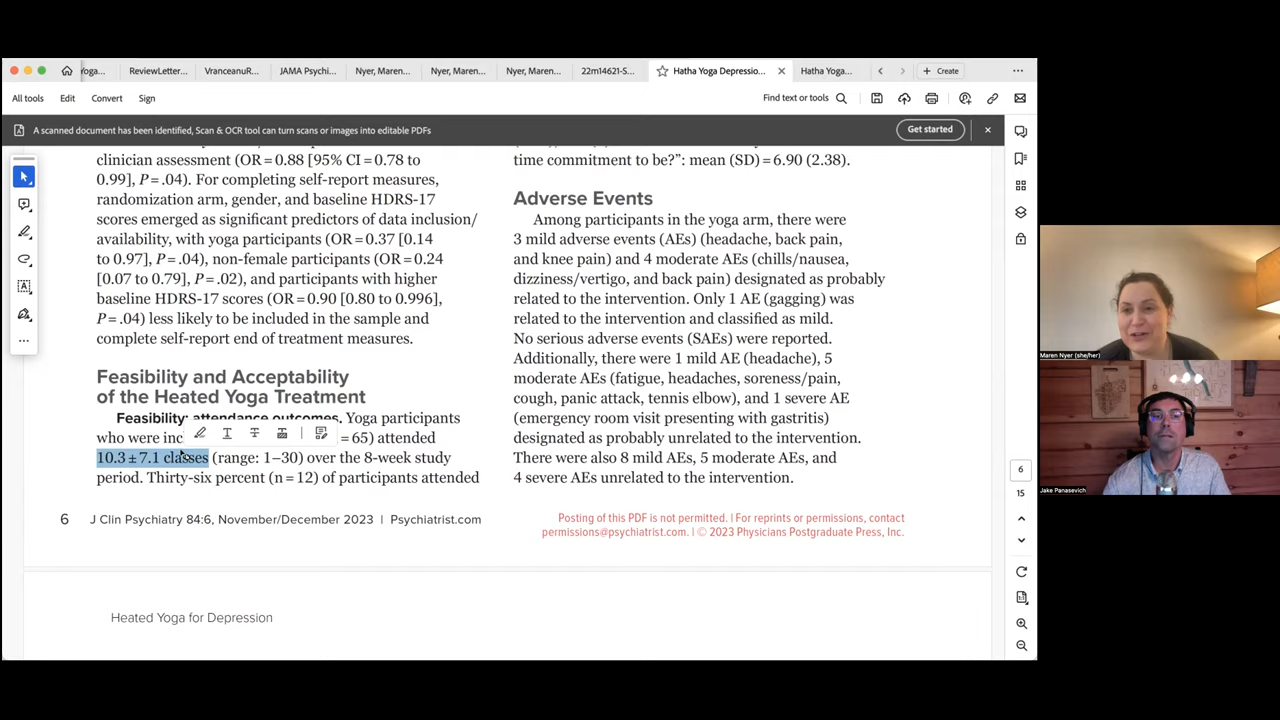 Yoga...
ReviewLetter...
VranceanuR...
JAMA Psychi...
Nyer, Maren...
Nyer, Maren...
Nyer, Maren...
22m14621-S...
Hatha Yoga Depressio...
Hatha Yoga...
Create
All tools
Edit
Convert
Sign
Find text or tools
A scanned document has been identified, Scan & OCR tool can turn scans or images into editable PDFs
Get started
clinician assessment (OR = 0.88 [95% CI = 0.78 to
0.99], P = .04). For completing self-report measures,
randomization arm, gender, and baseline HDRS-17
scores emerged as significant predictors of data inclusion/
availability, with yoga participants (OR = 0.37 [0.14
to 0.97], P = .04), non-female participants (OR = 0.24
[0.07 to 0.79], P = .02), and participants with higher
baseline HDRS-17 scores (OR = 0.90 [0.80 to 0.996],
P = .04) less likely to be included in the sample and
complete self-report end of treatment measures.
Feasibility and Acceptability
of the Heated Yoga Treatment
Feasibility: attendance outcomes. Yoga participants
who were inc = 65) attended
10.3 ± 7.1 classes (range: 1–30) over the 8-week study
period. Thirty-six percent (n = 12) of participants attended
time commitment to be?”: mean (SD) = 6.90 (2.38).
Adverse Events
Among participants in the yoga arm, there were
3 mild adverse events (AEs) (headache, back pain,
and knee pain) and 4 moderate AEs (chills/nausea,
dizziness/vertigo, and back pain) designated as probably
related to the intervention. Only 1 AE (gagging) was
related to the intervention and classified as mild.
No serious adverse events (SAEs) were reported.
Additionally, there were 1 mild AE (headache), 5
moderate AEs (fatigue, headaches, soreness/pain,
cough, panic attack, tennis elbow), and 1 severe AE
(emergency room visit presenting with gastritis)
designated as probably unrelated to the intervention.
There were also 8 mild AEs, 5 moderate AEs, and
4 severe AEs unrelated to the intervention.
6 J Clin Psychiatry 84:6, November/December 2023 | Psychiatrist.com
Posting of this PDF is not permitted. | For reprints or permissions, contact
permissions@psychiatrist.com. | © 2023 Physicians Postgraduate Press, Inc.
Heated Yoga for Depression
6
15
Maren Nyer (she/her)
Jake Panasevich